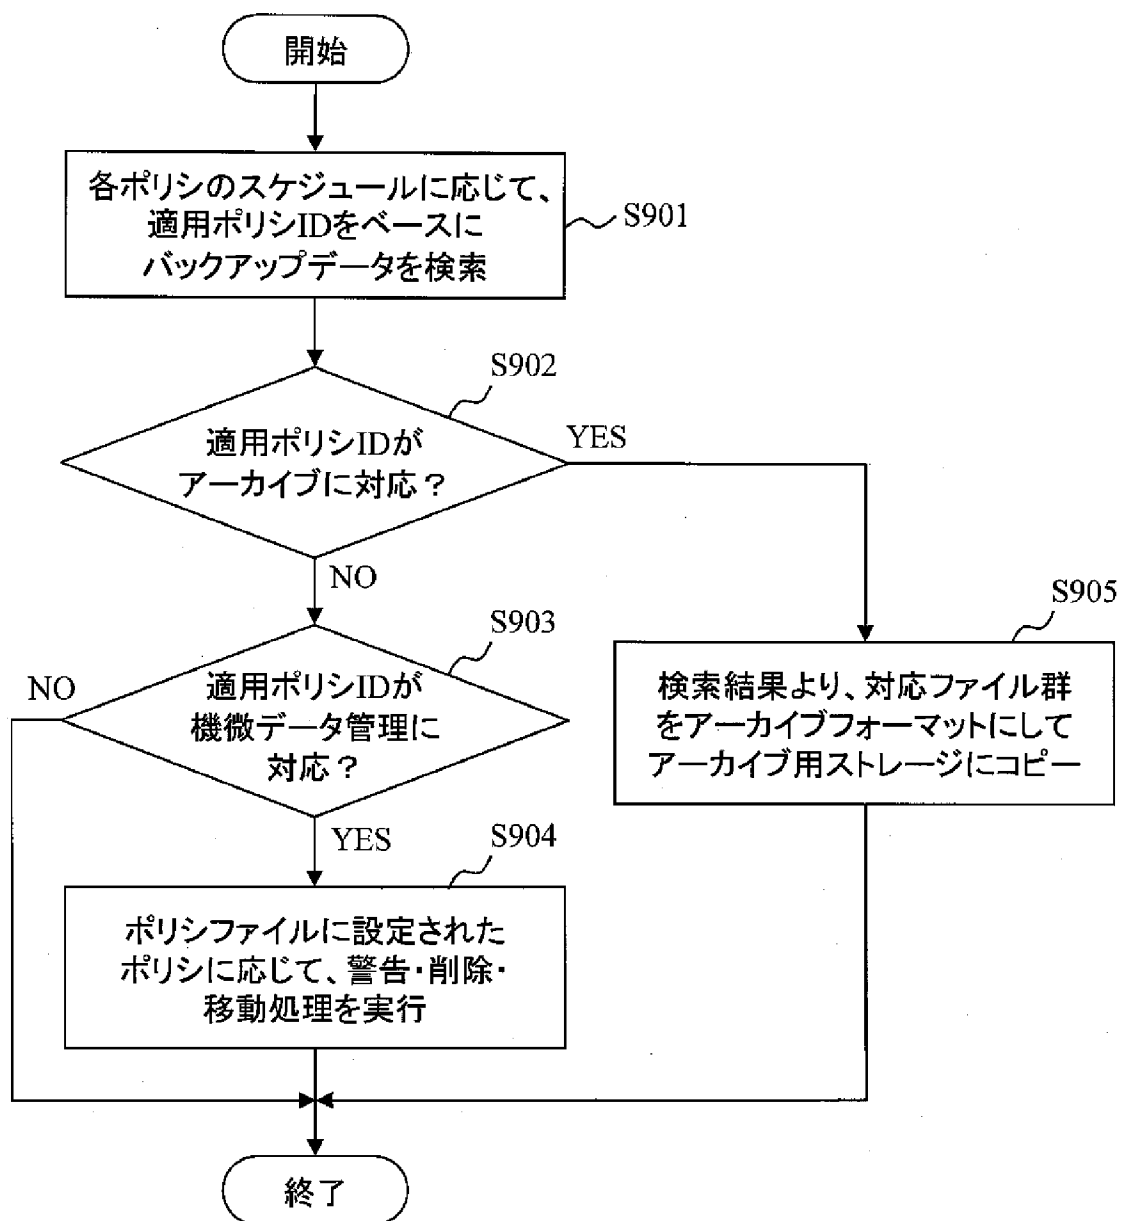 開始
各ポリシのスケジュールに応じて、
適用ポリシIDをベースに
バックアップデータを検索
S901
S902
適用ポリシIDが
アーカイブに対応？
YES
NO
S903
適用ポリシIDが
機微データ管理に
対応？
NO
YES
S904
ポリシファイルに設定された
ポリシに応じて、警告・削除・
移動処理を実行
S905
検索結果より、対応ファイル群
をアーカイブフォーマットにして
アーカイブ用ストレージにコピー
終了